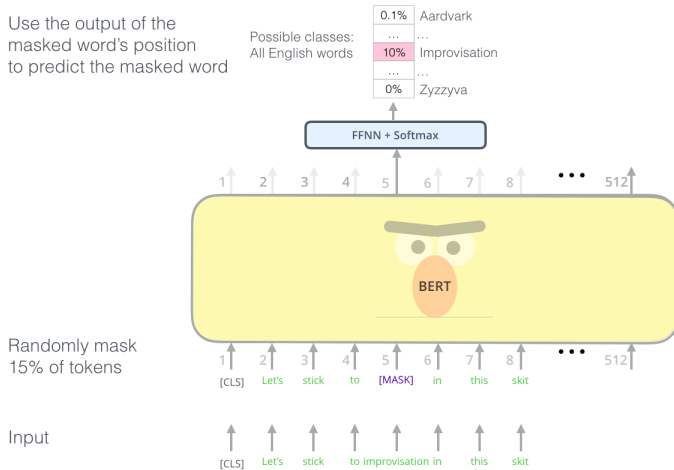 Use the output of the
masked word's position
to predict the masked word
Possible classes:
All English words
0.1% Aardvark
... ...
10% Improvisation
... ...
0% Zyzzyva
FFNN + Softmax
1 2 3 4 5 6 7 8 ••• 512
BERT
Randomly mask
15% of tokens
1 2 3 4 5 6 7 8 ••• 512
[CLS] Let's stick to [MASK] in this skit
Input
[CLS] Let's stick to improvisation in this skit